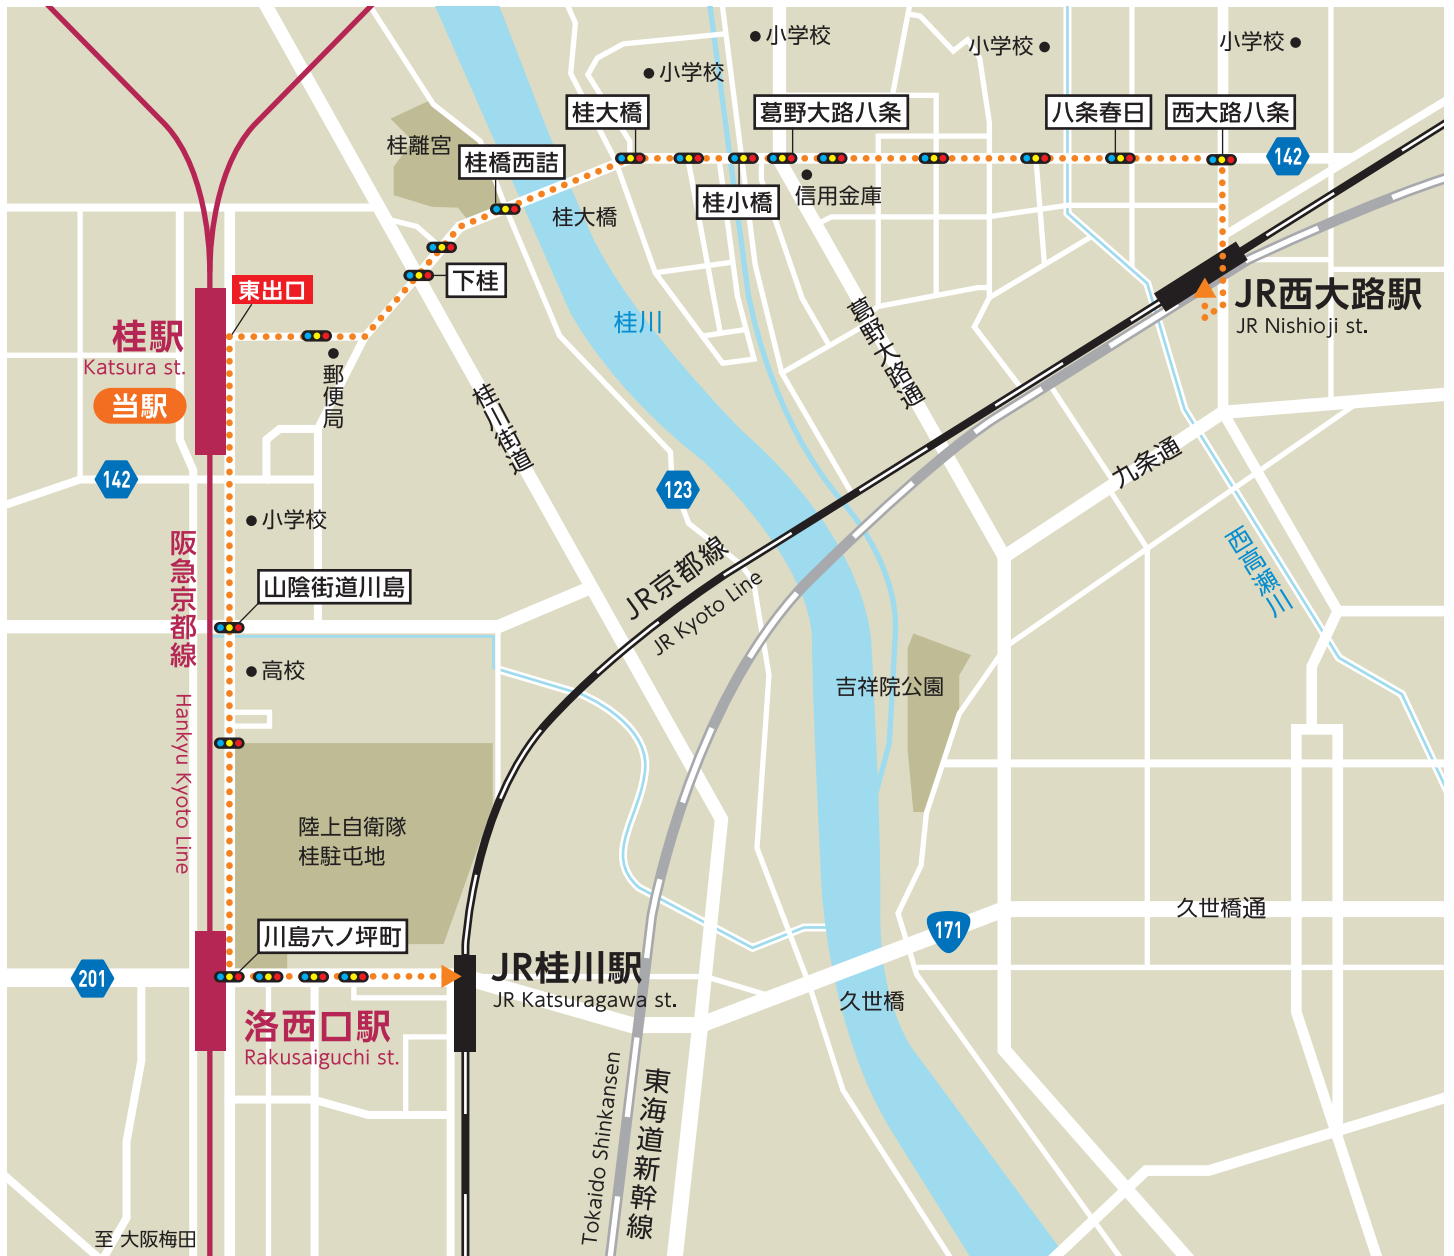 小学校
小学校
小学校
小学校
桂大橋
葛野大路八条
八条春日
西大路八条
桂離宮
桂橋西詰
142
桂小橋
信用金庫
桂大橋
下桂
東出口
JR西大路駅
JR Nishioji st.
桂川
葛野大路通
桂駅
Katsura st.
当駅
郵便局
桂川街道
九条通
142
123
小学校
阪急京都線
Hankyu Kyoto Line
JR京都線
JR Kyoto Line
西高瀬川
山陰街道川島
高校
吉祥院公園
陸上自衛隊
桂駐屯地
久世橋通
川島六ノ坪町
171
201
JR桂川駅
JR Katsuragawa st.
久世橋
洛西口駅
Rakusaiguchi st.
Tokaido Shinkansen
東海道新幹線
至 大阪梅田